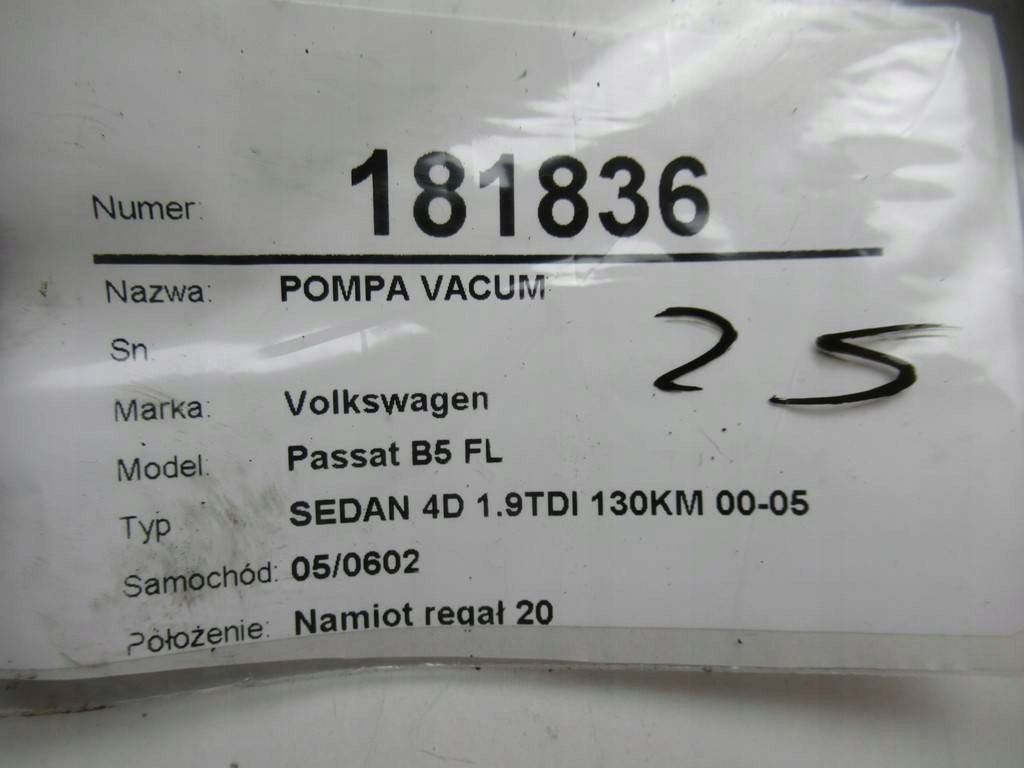 Numer: 181836
Nazwa: POMPA VACUM
25
Sn
Marka: Volkswagen
Model: Passat B5 FL
Typ SEDAN 4D 1.9TDI 130KM 00-05
Samochód: 05/0602
Położenie: Namiot regał 20